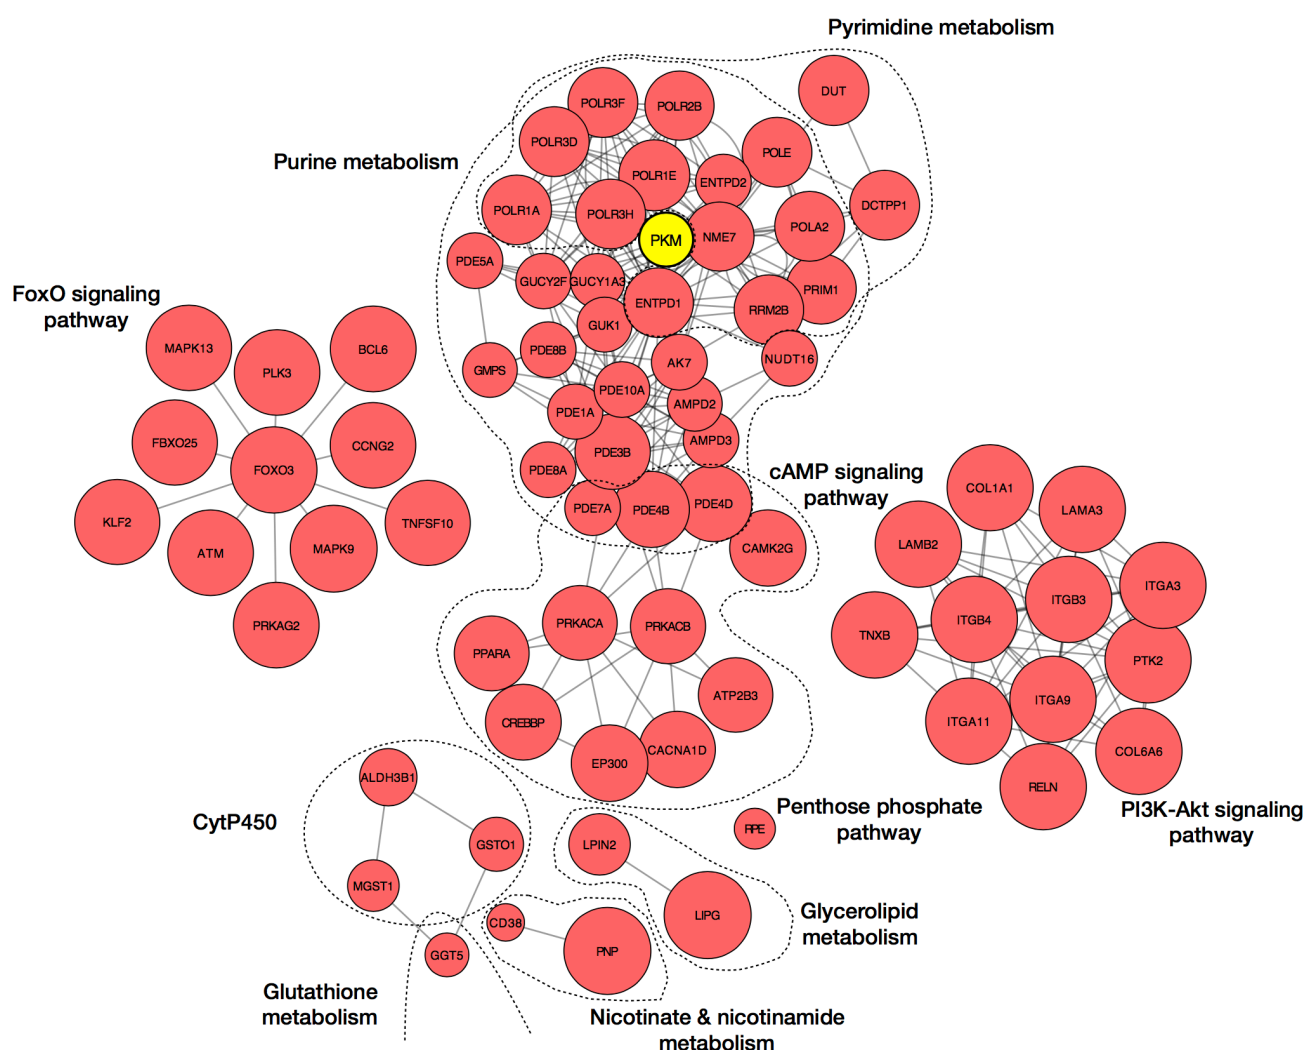 Pyrimidine metabolism
DUT
POLR3F
POLR2B
POLR3D
POLE
Purine metabolism
POLR1E
ENTPD2
POLR1A
POLR3H
DCTPP1
PKM
NME7
POLA2
PDE5A
GUCY2F
GUCY1A3
ENTPD1
PRIM1
RRM2B
GUK1
FoxO signaling
pathway
MAPK13
PLK3
BCL6
PDE8B
GMPS
AK7
NUDT16
PDE10A
PDE1A
AMPD2
AMPD3
FBXO25
CCNG2
FOXO3
PDE3B
PDE8A
KLF2
TNFSF10
ATM
MAPK9
PRKAG2
cAMP signaling
pathway
PDE7A
PDE4B
PDE4D
CAMK2G
COL1A1
LAMA3
LAMB2
ITGA3
ITGB3
ITGB4
TNXB
PTK2
ITGA9
ITGA11
COL6A6
RELN
PI3K-Akt signaling
pathway
PRKACA
PRKACB
PPARA
ATP2B3
CREBBP
CACNA1D
EP300
ALDH3B1
CytP450
GSTO1
MGST1
GGT5
Glutathione
metabolism
Penthose phosphate
pathway
RPE
LPIN2
LIPG
Glycerolipid
metabolism
CD38
PNP
Nicotinate & nicotinamide
metabolism